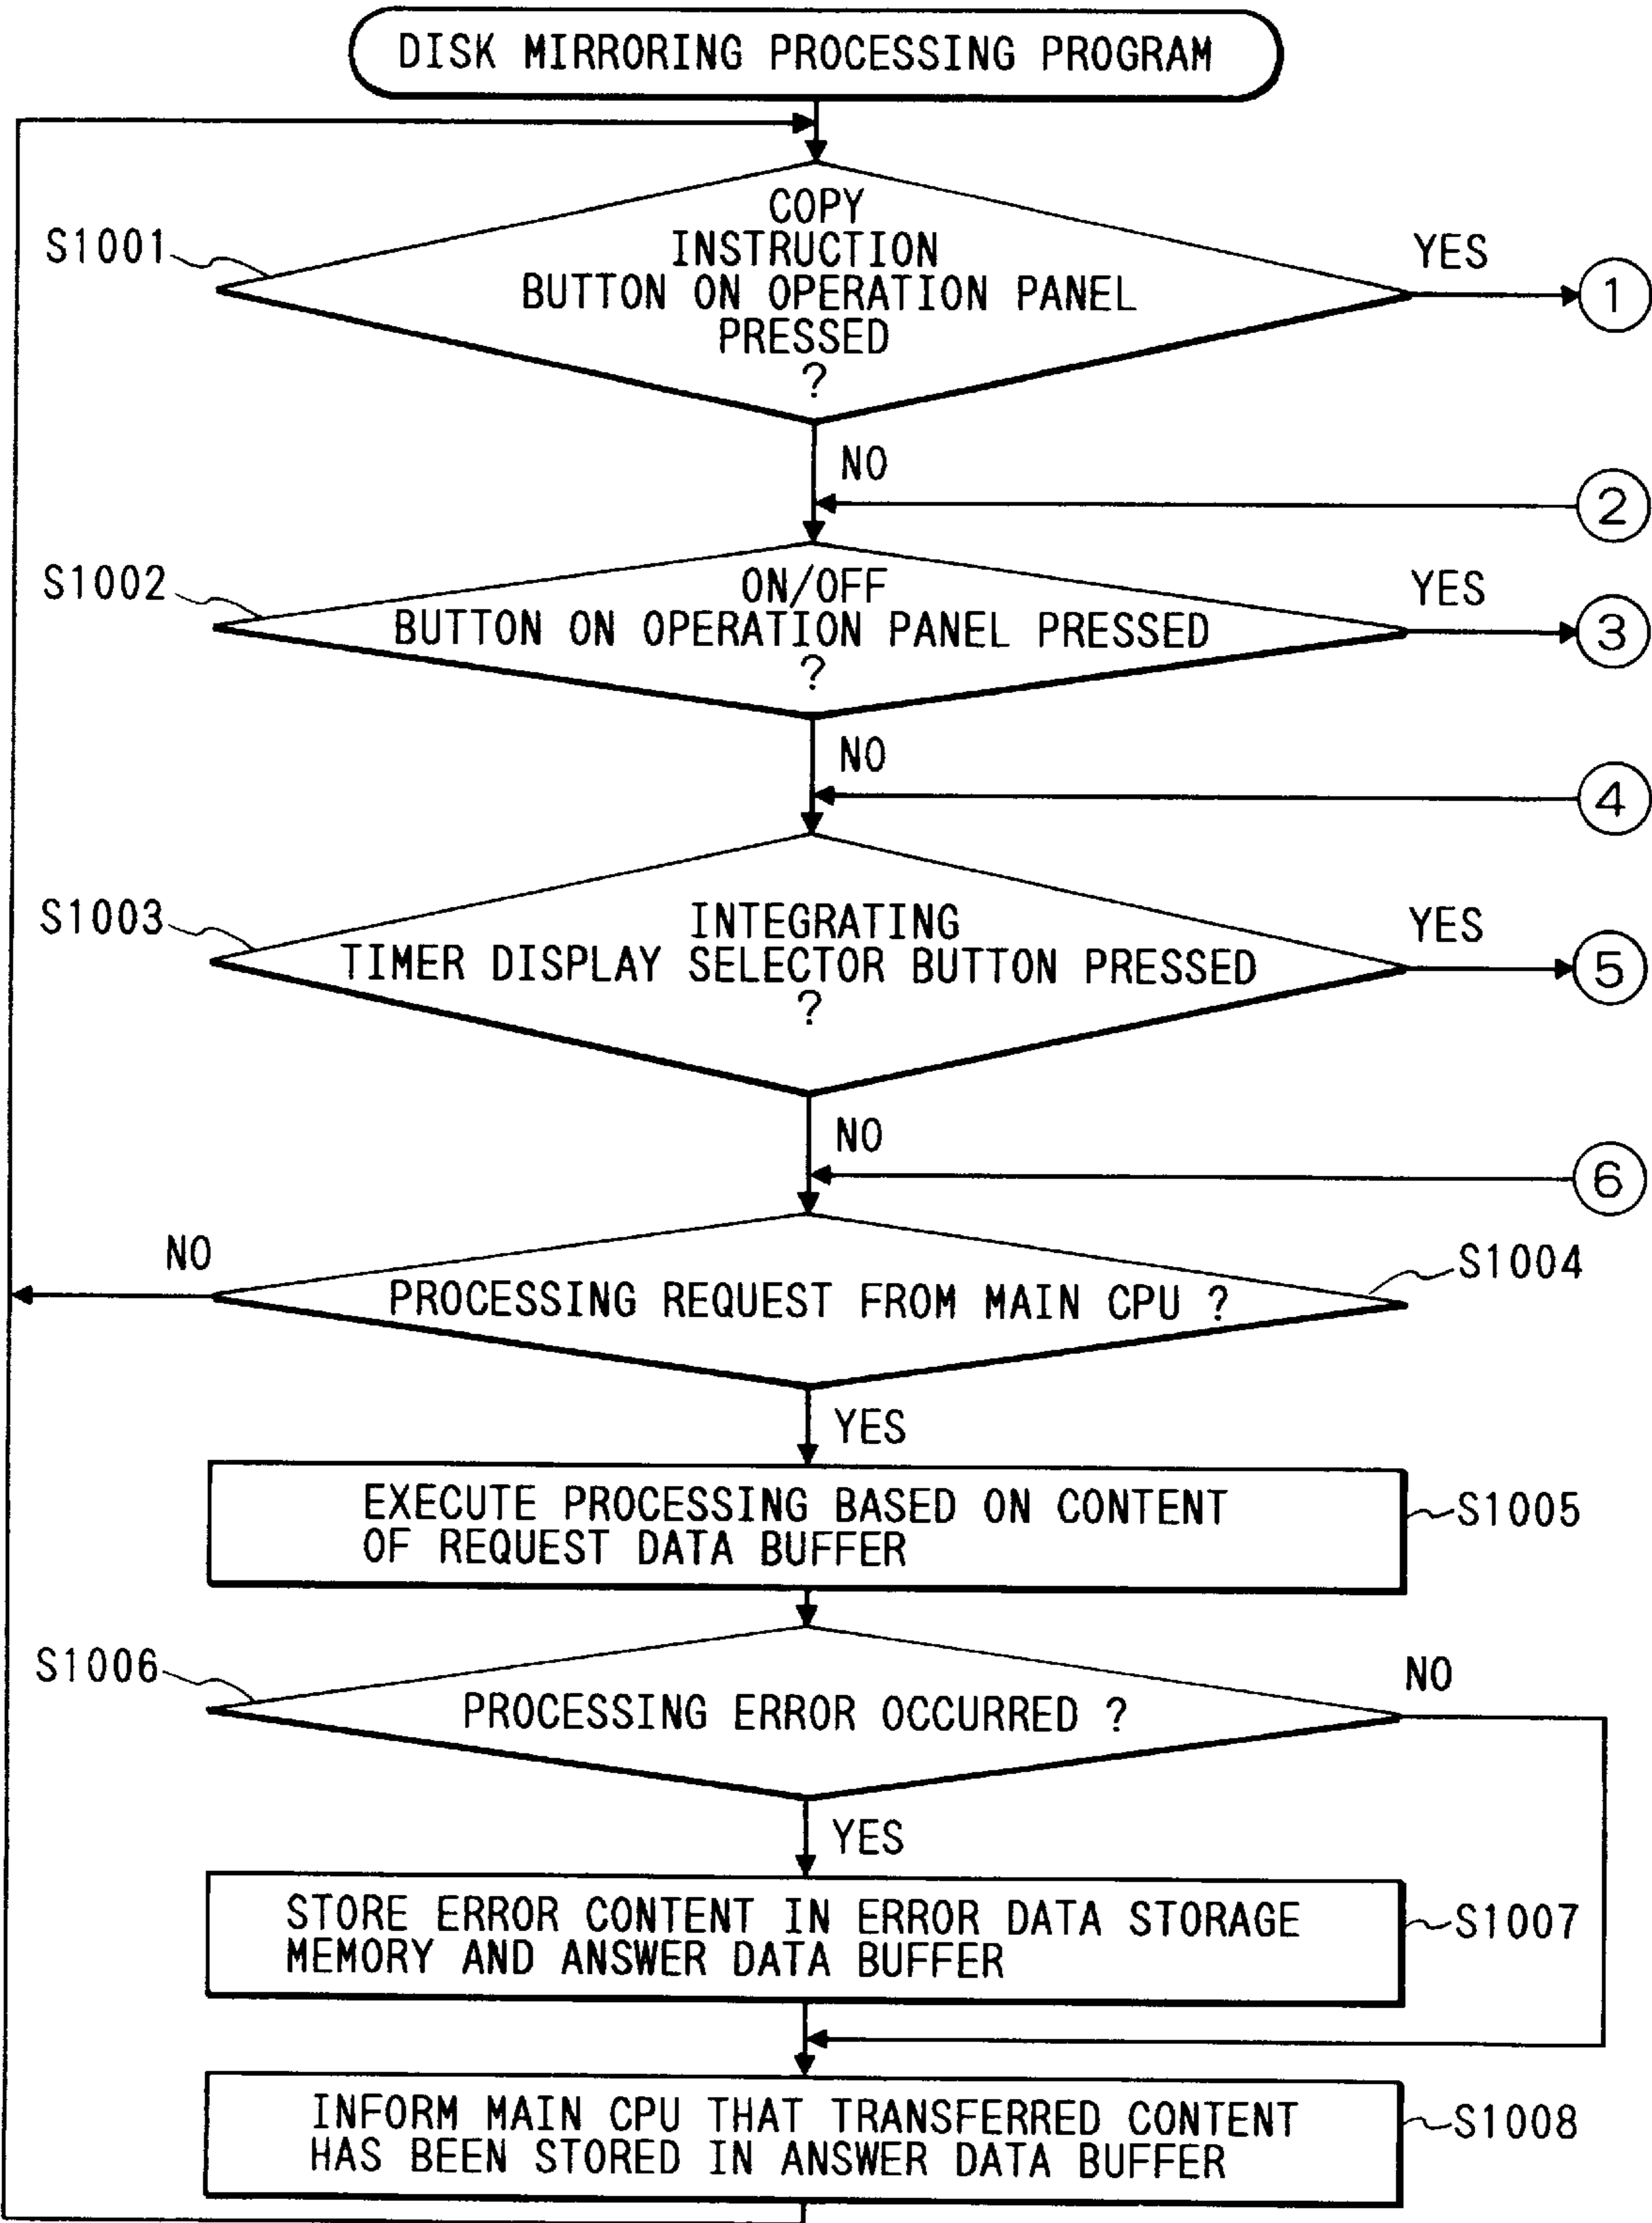 DISK MIRRORING PROCESSING PROGRAM
S1001
COPY
INSTRUCTION
BUTTON ON OPERATION PANEL
PRESSED
?
YES
1
NO
2
S1002
ON/OFF
BUTTON ON OPERATION PANEL PRESSED
?
YES
3
NO
4
S1003
INTEGRATING
TIMER DISPLAY SELECTOR BUTTON PRESSED
?
YES
5
NO
6
NO
PROCESSING REQUEST FROM MAIN CPU ?
S1004
YES
EXECUTE PROCESSING BASED ON CONTENT
OF REQUEST DATA BUFFER
S1005
S1006
PROCESSING ERROR OCCURRED ?
NO
YES
STORE ERROR CONTENT IN ERROR DATA STORAGE
MEMORY AND ANSWER DATA BUFFER
S1007
INFORM MAIN CPU THAT TRANSFERRED CONTENT
HAS BEEN STORED IN ANSWER DATA BUFFER
S1008